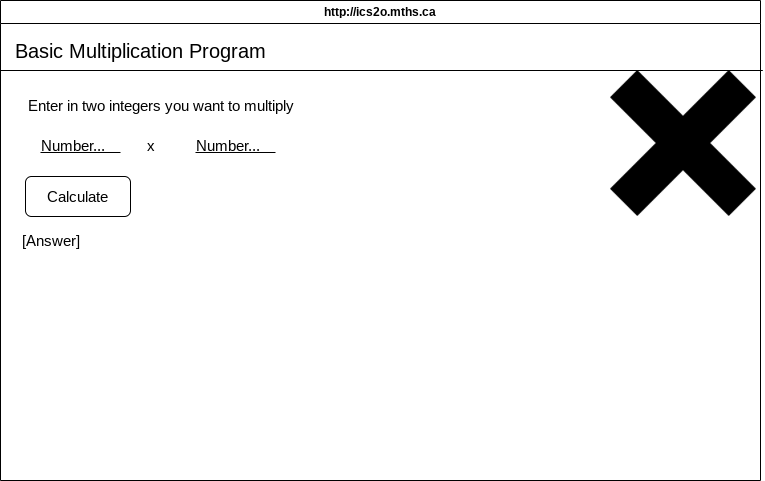 http://ics2o.mths.ca
Basic Multiplication Program
Enter in two integers you want to multiply
Number... x Number...
Calculate
[Answer]